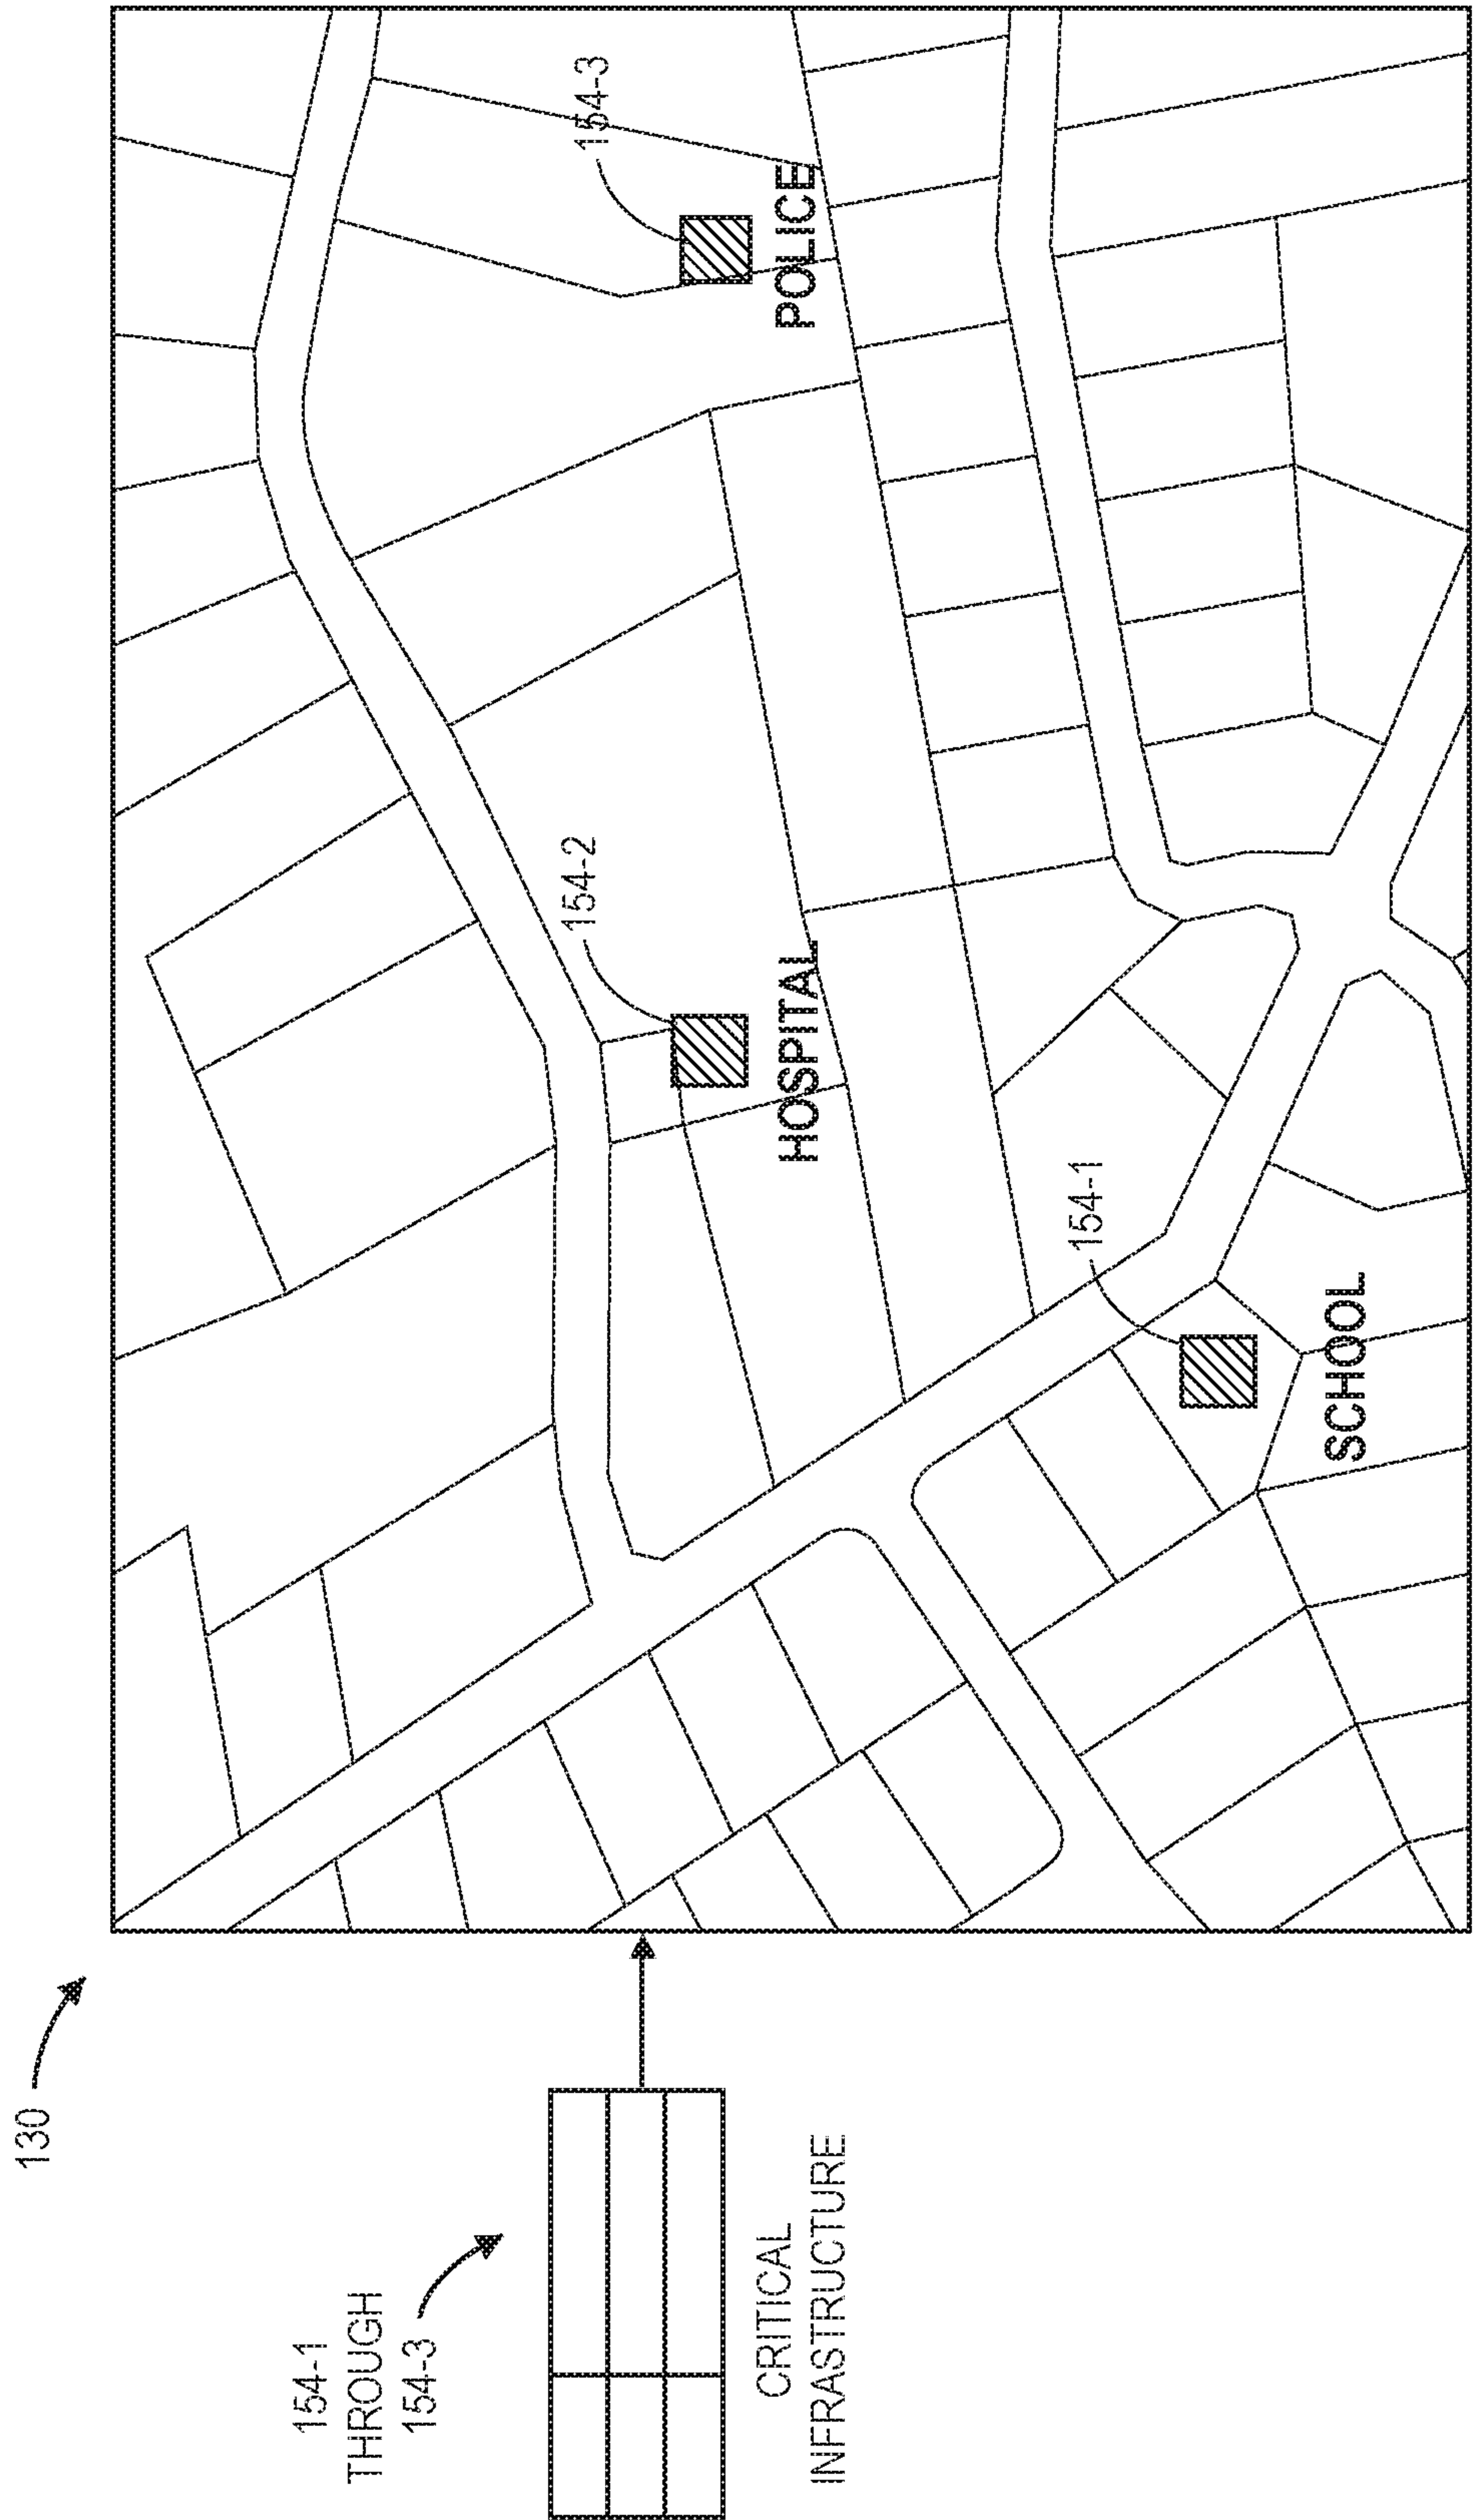 130
154-1
THROUGH
154-3
CRITICAL
INFRASTRUCTURE
154-1
SCHOOL
154-2
HOSPITAL
154-3
POLICE